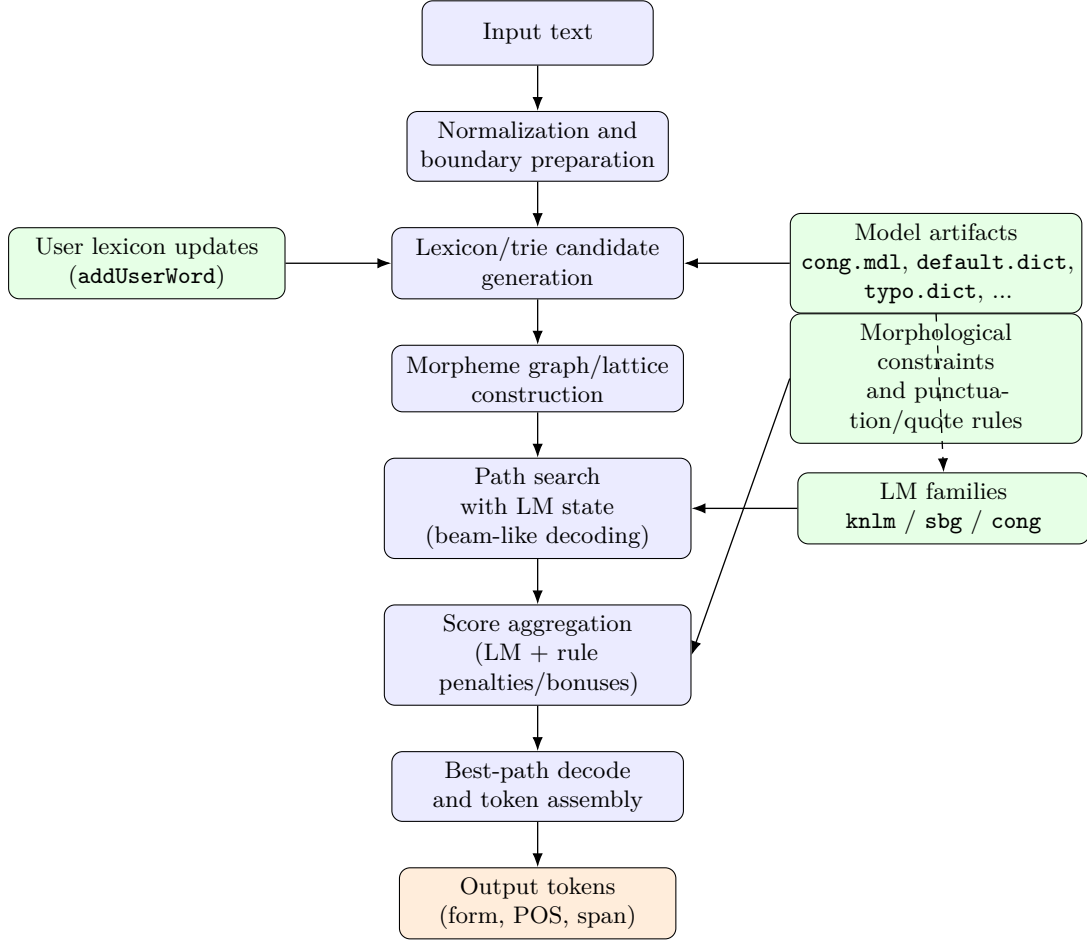 Input text
Normalization and
boundary preparation
User lexicon updates
(addUserWord)
Lexicon/trie candidate
generation
Model artifacts
cong.mdl, default.dict,
typo.dict, ...
Morphological
constraints
and punctua-
tion/quote rules
Morpheme graph/lattice
construction
Path search
with LM state
(beam-like decoding)
LM families
knlm / sbg / cong
Score aggregation
(LM + rule
penalties/bonuses)
Best-path decode
and token assembly
Output tokens
(form, POS, span)